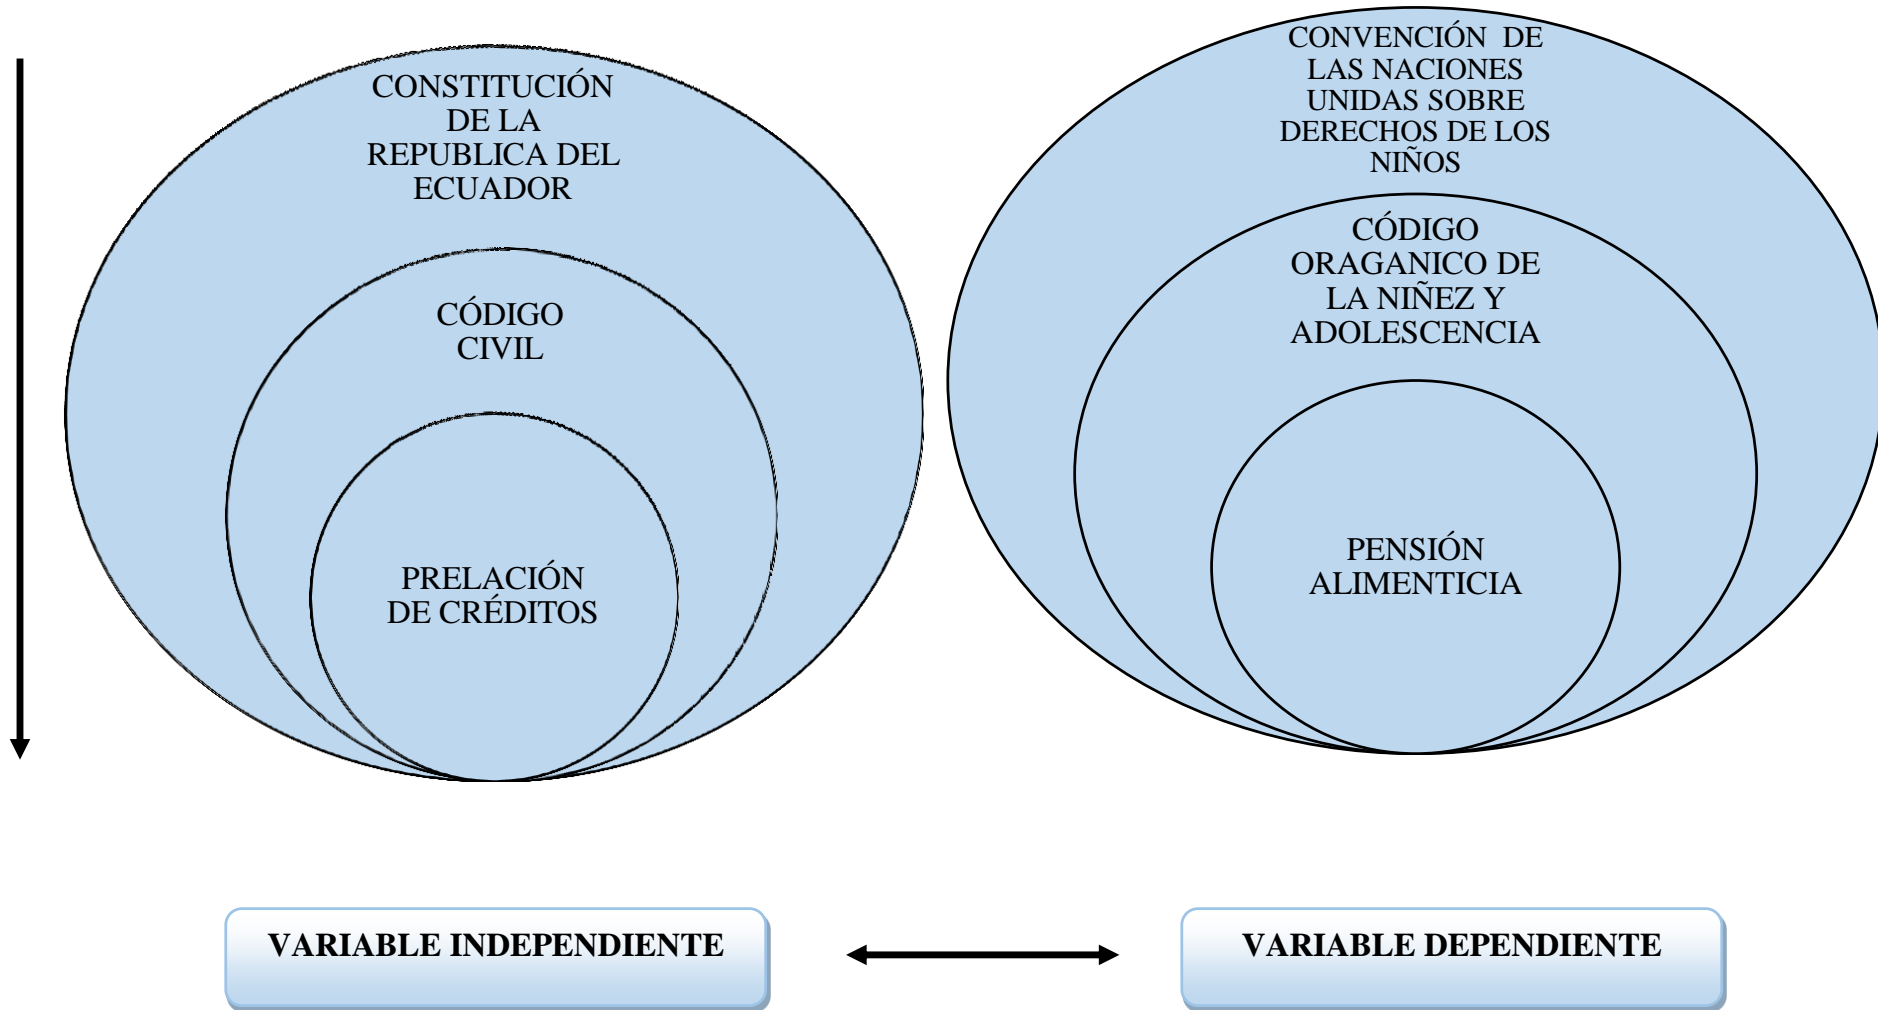 CONSTITUCIÓN
DE LA
REPUBLICA DEL
ECUADOR
CÓDIGO
CIVIL
PRELACIÓN
DE CRÉDITOS
CONVENCIÓN DE
LAS NACIONES
UNIDAS SOBRE
DERECHOS DE LOS
NIÑOS
CÓDIGO
ORAGANICO DE
LA NIÑEZ Y
ADOLESCENCIA
PENSIÓN
ALIMENTICIA
VARIABLE INDEPENDIENTE
VARIABLE DEPENDIENTE